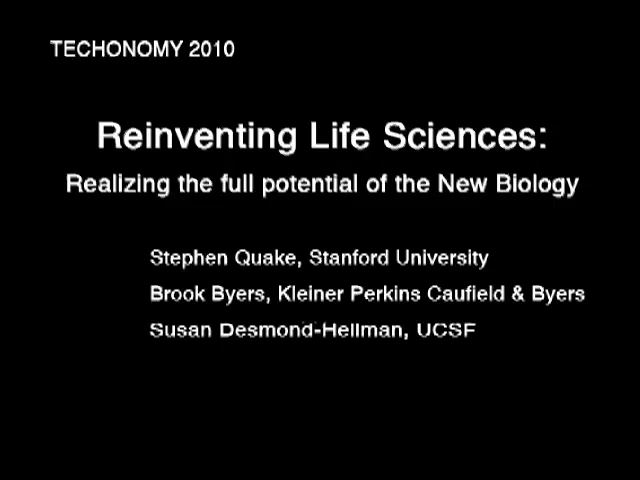 TECHONOMY 2010
Reinventing Life Sciences:
Realizing the full potential of the New Biology
Stephen Quake, Stanford University
Brook Byers, Kleiner Perkins Caufield & Byers
Susan Desmond-Hellman, UCSF